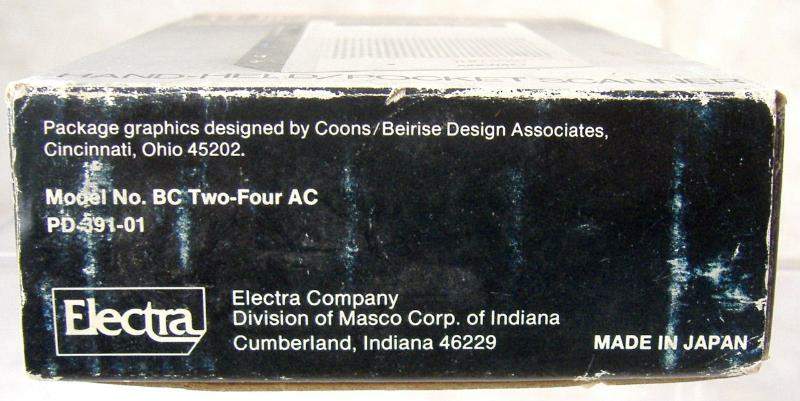 HAND-HELD/POCKET SCANNER
Package graphics designed by Coons/Beirise Design Associates,
Cincinnati, Ohio 45202.
Model No. BC Two-Four AC
PD-391-01
Electra
Electra Company
Division of Masco Corp. of Indiana
Cumberland, Indiana 46229
MADE IN JAPAN